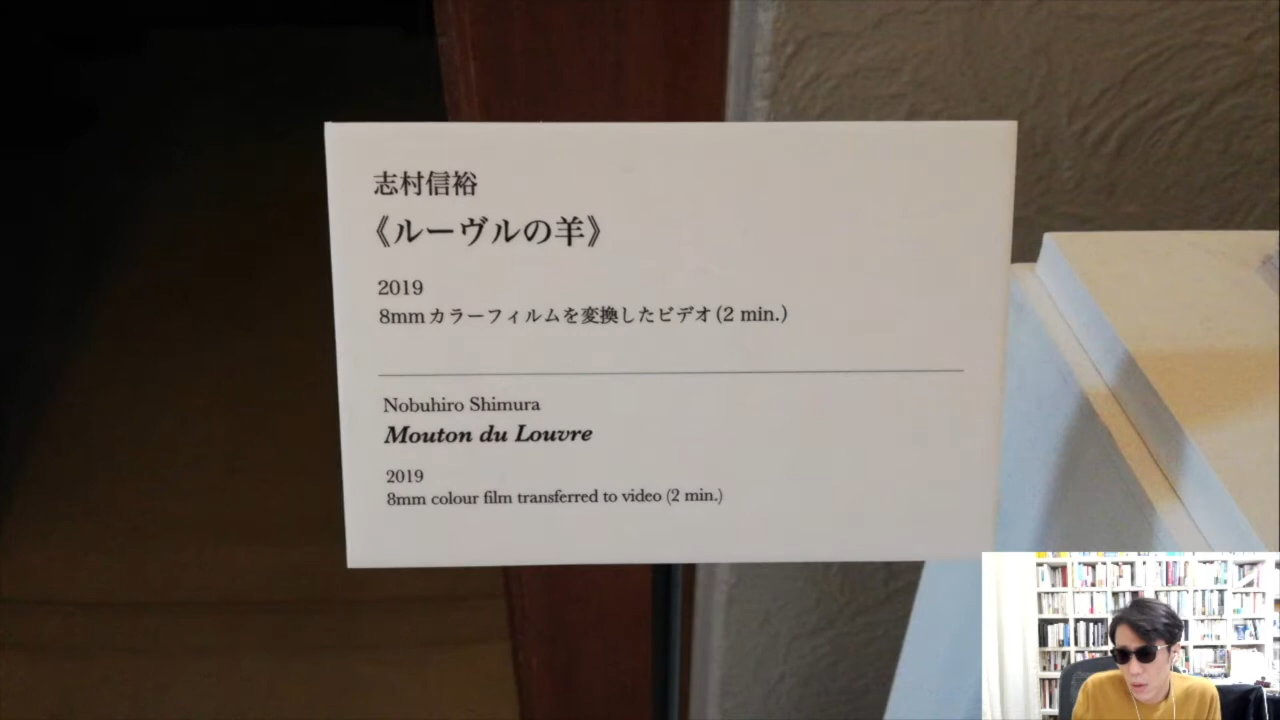 志村信裕
《ルーヴルの羊》
2019
8mmカラーフィルムを変換したビデオ(2 min.)
Nobuhiro Shimura
Mouton du Louvre
2019
8mm colour film transferred to video (2 min.)